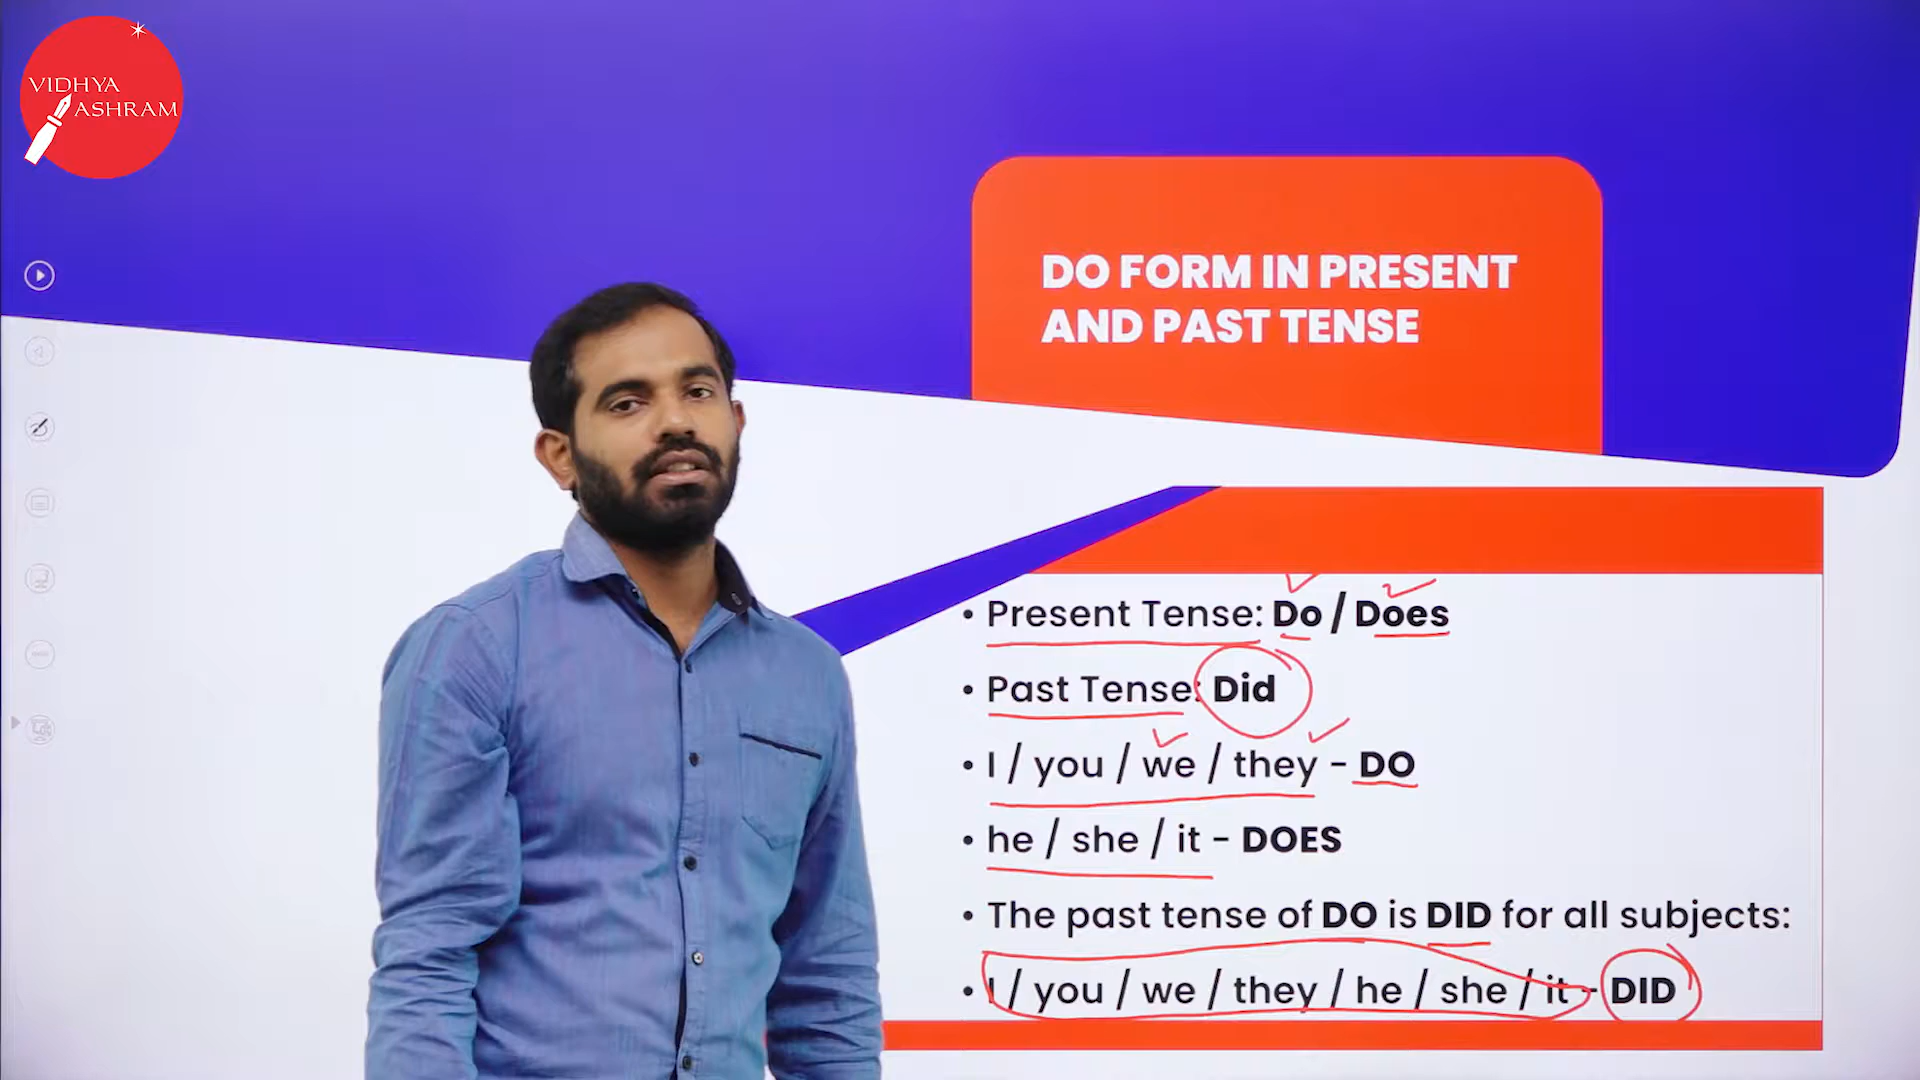 VIDHYA
ASHRAM
DO FORM IN PRESENT
AND PAST TENSE
• Present Tense: Do / Does
• Past Tense: Did
• I / you / we / they - DO
• he / she / it - DOES
• The past tense of DO is DID for all subjects:
• I / you / we / they / he / she / it - DID